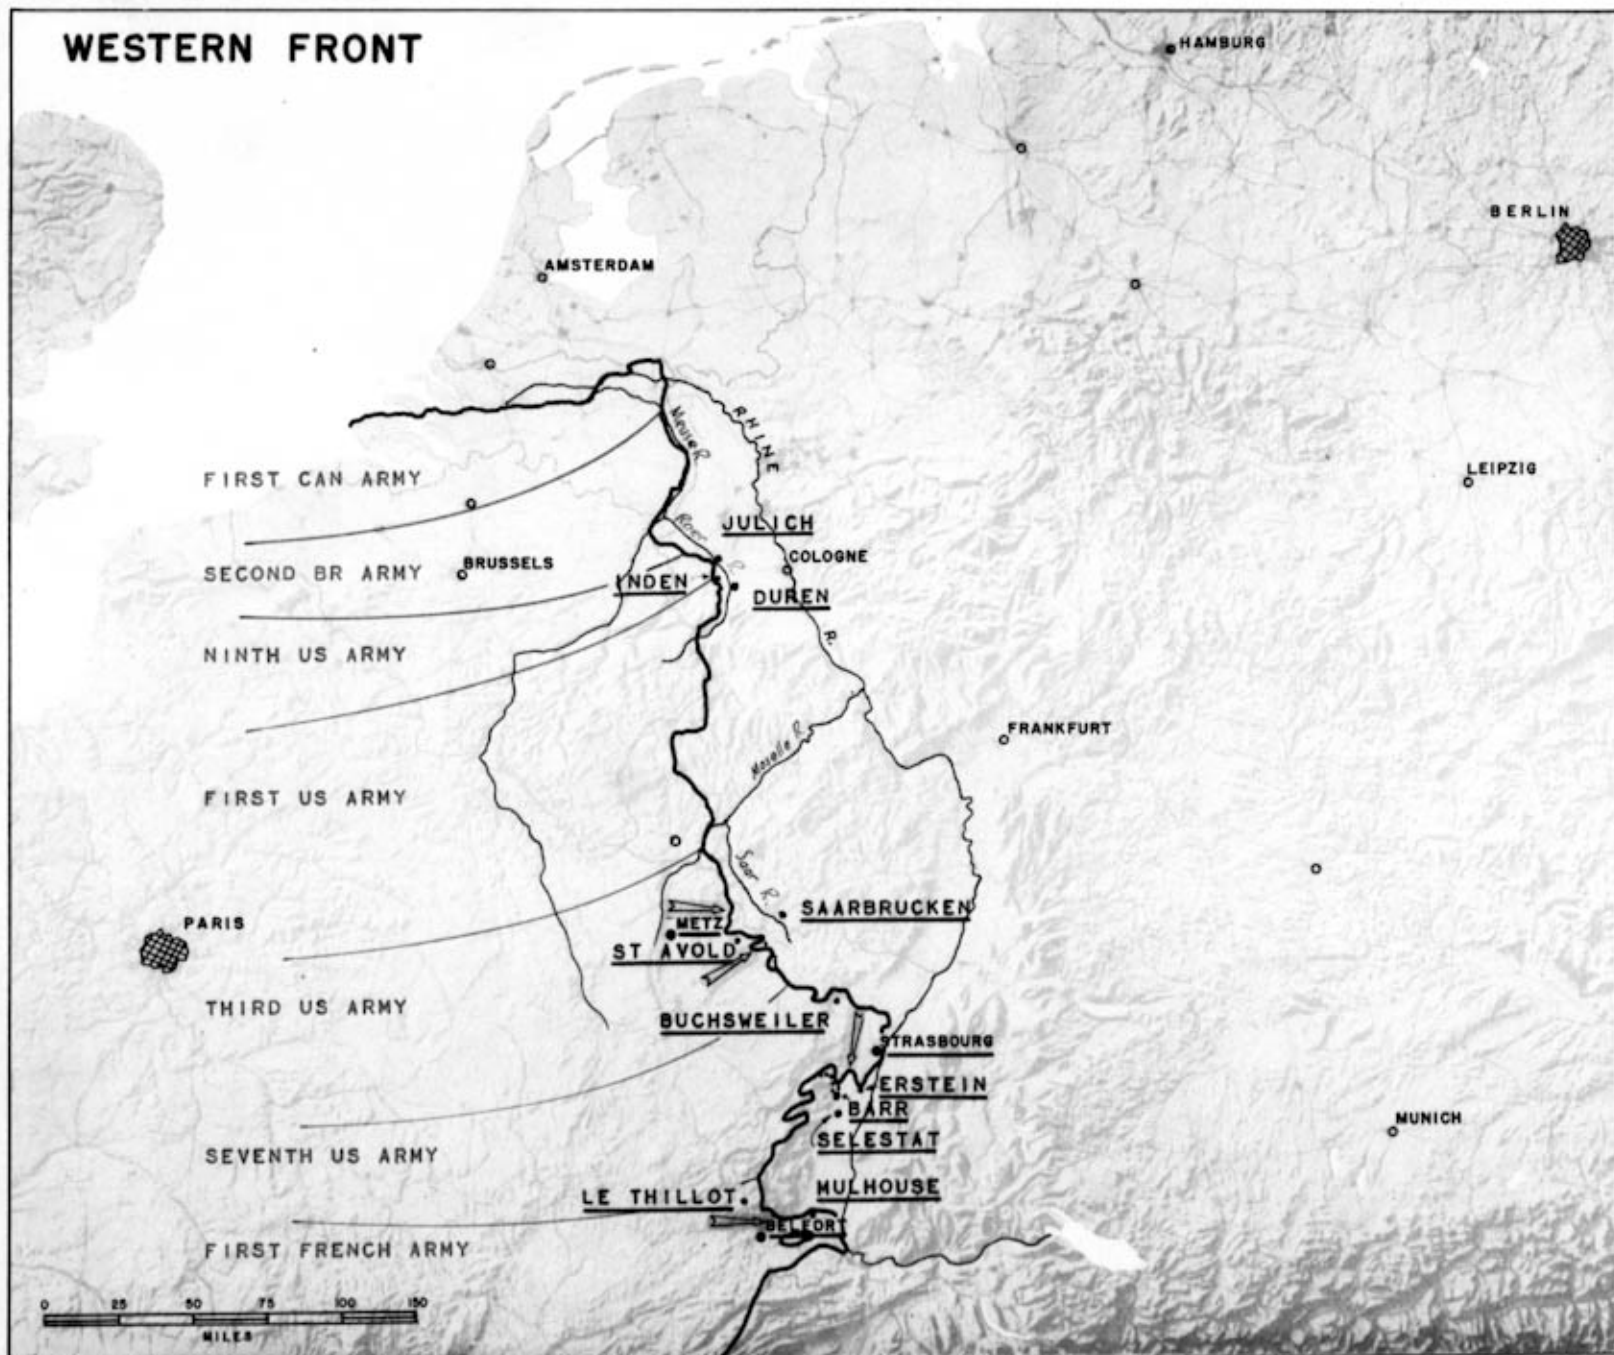 WESTERN FRONT
HAMBURG
BERLIN
AMSTERDAM
RHINE
Meuse R
FIRST CAN ARMY
LEIPZIG
Roer R
JULICH
COLOGNE
BRUSSELS
SECOND BR ARMY
INDEN
DUREN
R.
NINTH US ARMY
FRANKFURT
Moselle R
FIRST US ARMY
Saar R.
SAARBRUCKEN
PARIS
METZ
ST AVOLD
THIRD US ARMY
BUCHSWEILER
STRASBOURG
ERSTEIN
BARR
MUNICH
SELESTAT
SEVENTH US ARMY
MULHOUSE
LE THILLOT
BELFORT
FIRST FRENCH ARMY
0 25 50 75 100 150
MILES